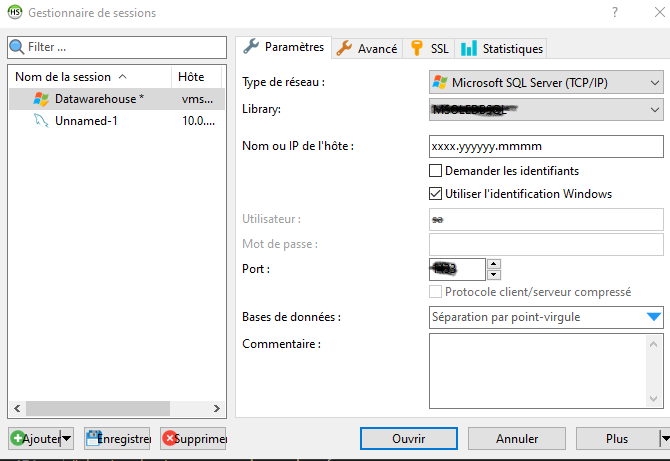 HS Gestionnaire de sessions ? ×
Filter ...
Nom de la session Hôte
Datawarehouse * vms...
Unnamed-1 10.0....
Paramètres Avancé SSL Statistiques
Type de réseau : Microsoft SQL Server (TCP/IP)
Library:
Nom ou IP de l'hôte : xxxx.yyyyyy.mmmm
Demander les identifiants
Utiliser l'identification Windows
Utilisateur :
Mot de passe :
Port :
Protocole client/serveur compressé
Bases de données : Séparation par point-virgule
Commentaire :
Ajouter Enregistrer Supprimer Ouvrir Annuler Plus